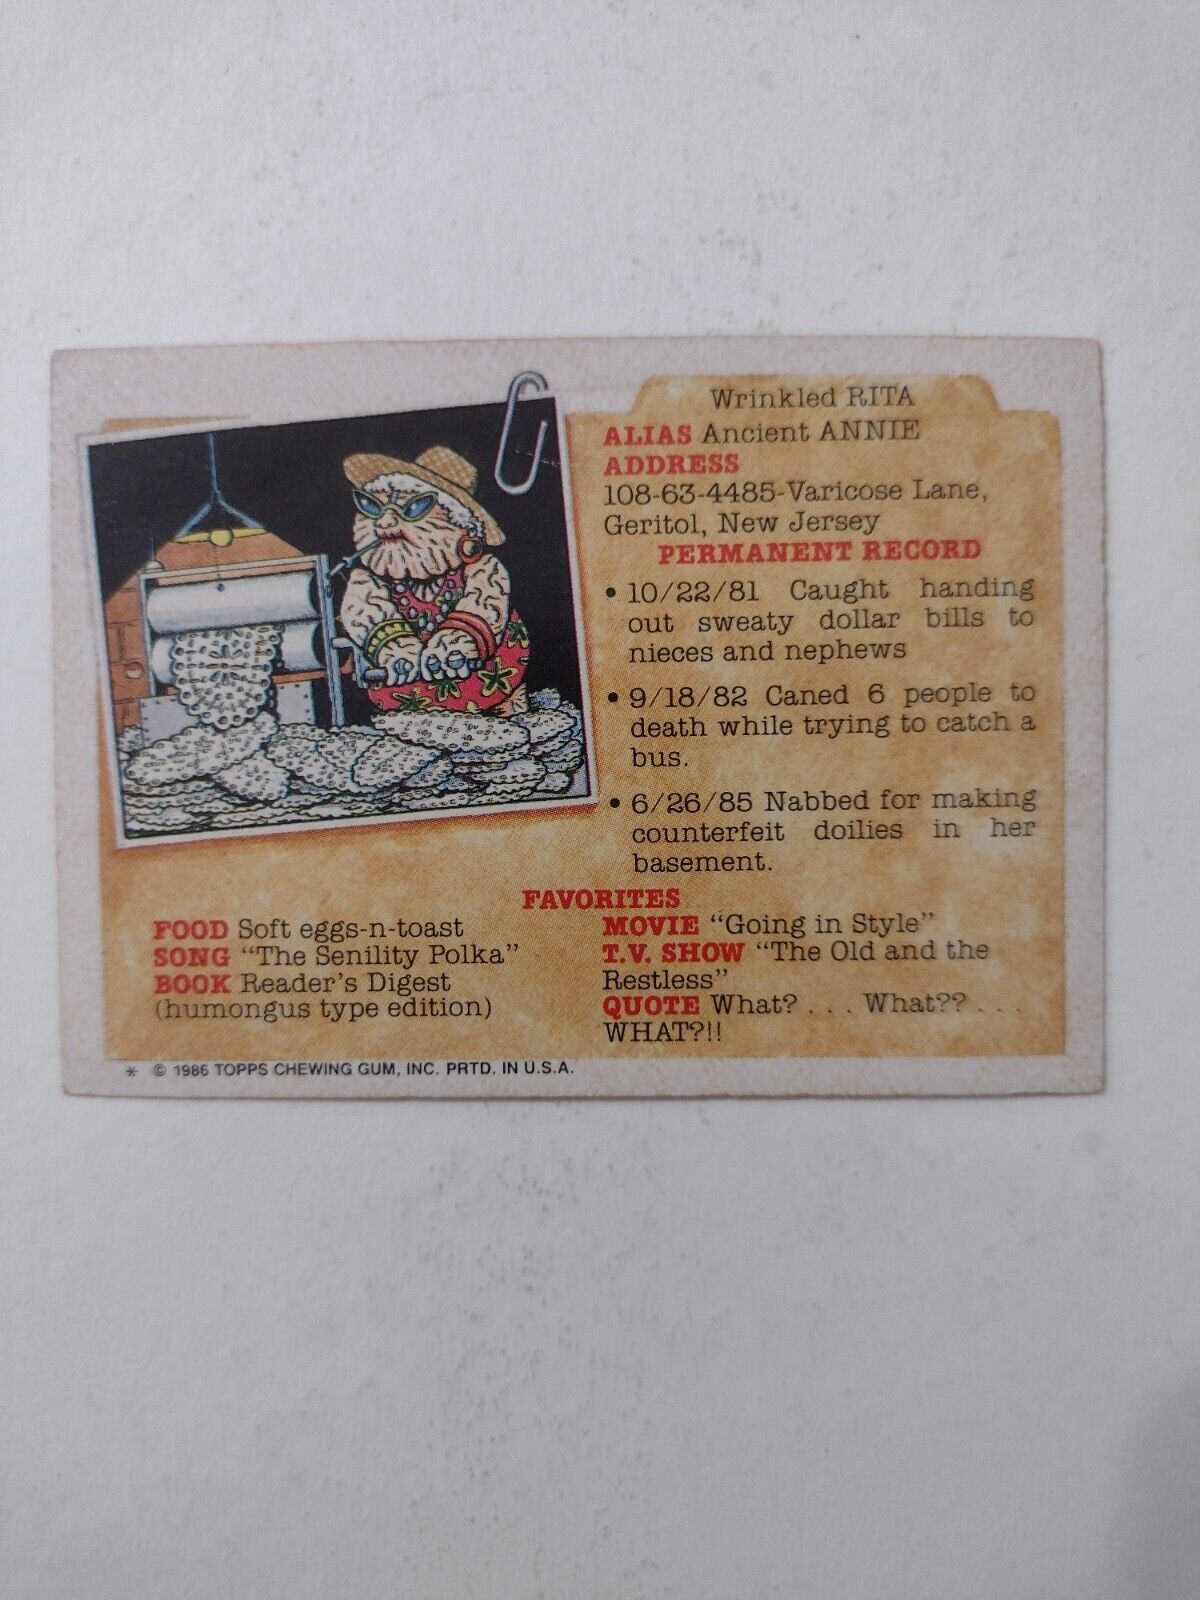 Wrinkled RITA
ALIAS Ancient ANNIE
ADDRESS
108-63-4485-Varicose Lane,
Geritol, New Jersey
PERMANENT RECORD
• 10/22/81 Caught handing
out sweaty dollar bills to
nieces and nephews
• 9/18/82 Caned 6 people to
death while trying to catch a
bus.
• 6/26/85 Nabbed for making
counterfeit doilies in her
basement.
FAVORITES
FOOD Soft eggs-n-toast
SONG "The Senility Polka"
BOOK Reader's Digest
(humongus type edition)
MOVIE "Going in Style"
T.V. SHOW "The Old and the
Restless"
QUOTE What? . . . What?? . . .
WHAT?!!
* © 1986 TOPPS CHEWING GUM, INC. PRTD. IN U.S.A.